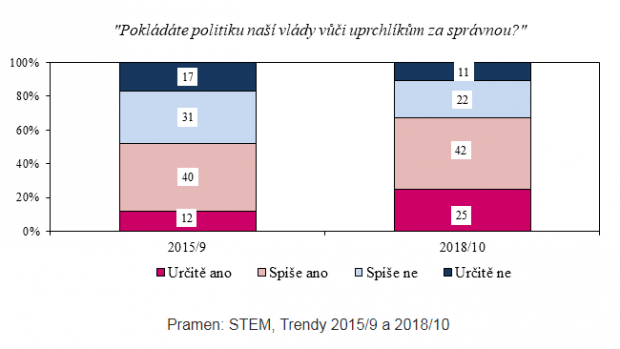 "Pokládáte politiku naší vlády vůči uprchlíkům za správnou?"
100%
80%
60%
40%
20%
0%
17
31
40
12
11
22
42
25
2015/9
2018/10
Určitě ano
Spíše ano
Spíše ne
Určitě ne
Pramen: STEM, Trendy 2015/9 a 2018/10